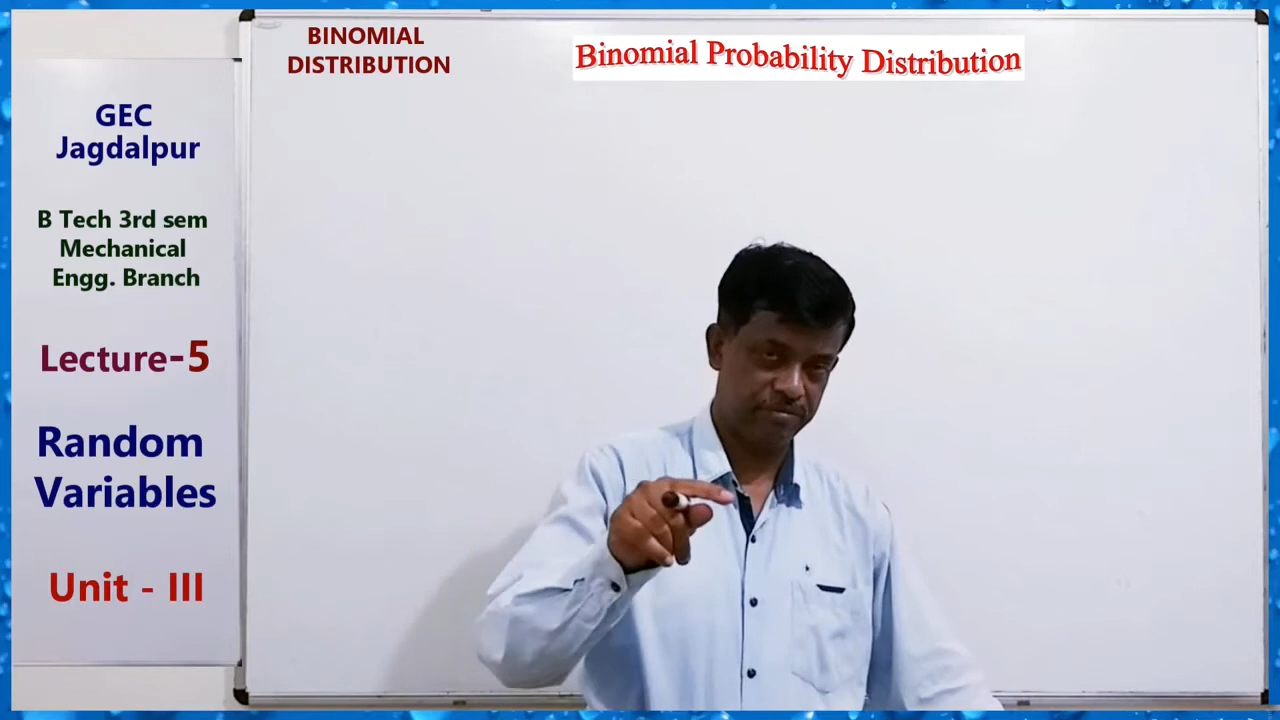 BINOMIAL
DISTRIBUTION
Binomial Probability Distribution
GEC
Jagdalpur
B Tech 3rd sem
Mechanical
Engg. Branch
Lecture-5
Random
Variables
Unit - III